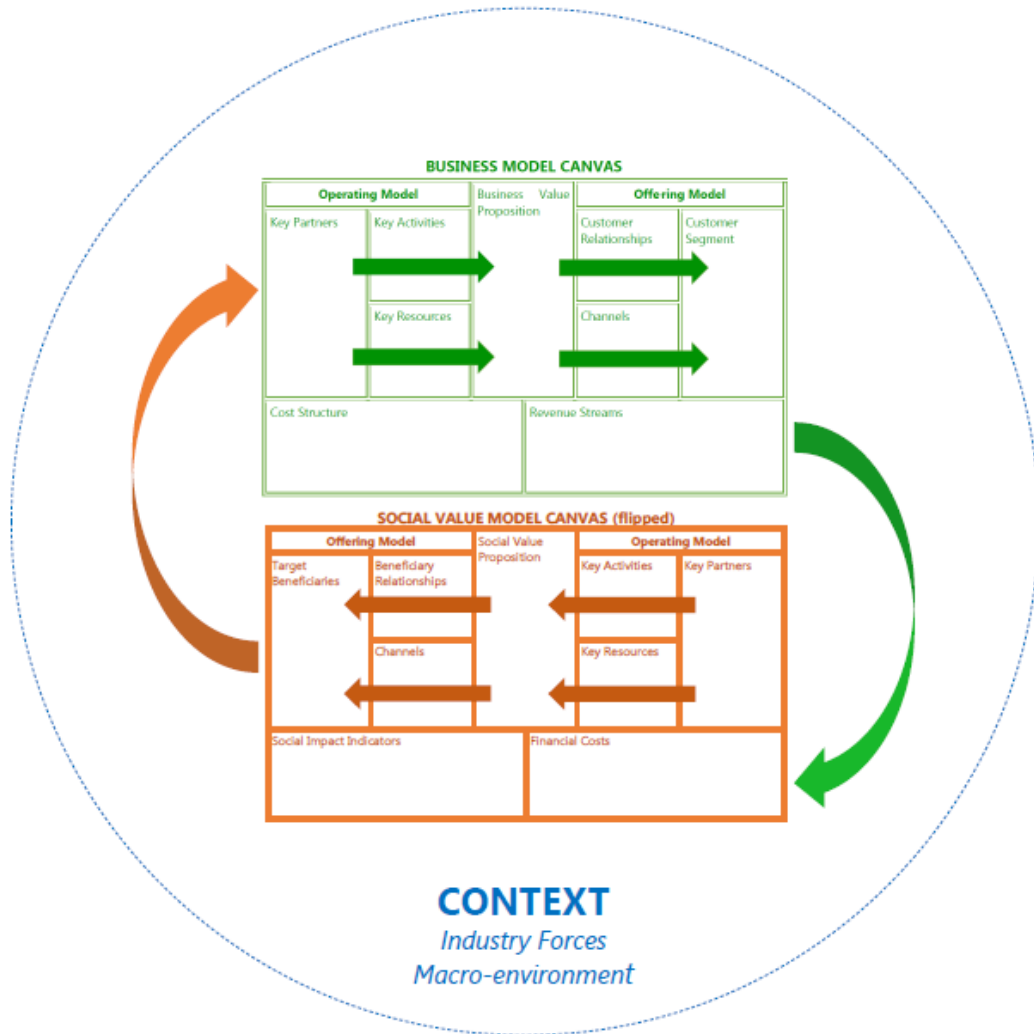 BUSINESS MODEL CANVAS
Operating Model
Business Value
Proposition
Offering Model
Key Partners
Key Activities
Customer
Relationships
Customer
Segment
Key Resources
Channels
Cost Structure
Revenue Streams
SOCIAL VALUE MODEL CANVAS (flipped)
Offering Model
Social Value
Proposition
Operating Model
Target
Beneficiaries
Beneficiary
Relationships
Key Activities
Key Partners
Channels
Key Resources
Social Impact Indicators
Financial Costs
CONTEXT
Industry Forces
Macro-environment